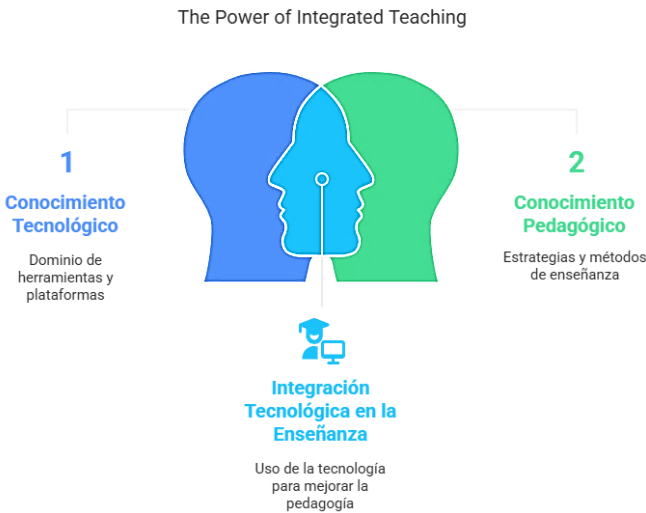 The Power of Integrated Teaching
1
Conocimiento
Tecnológico
Dominio de
herramientas y
plataformas
2
Conocimiento
Pedagógico
Estrategias y métodos
de enseñanza
Integración
Tecnológica en la
Enseñanza
Uso de la tecnología
para mejorar la
pedagogía